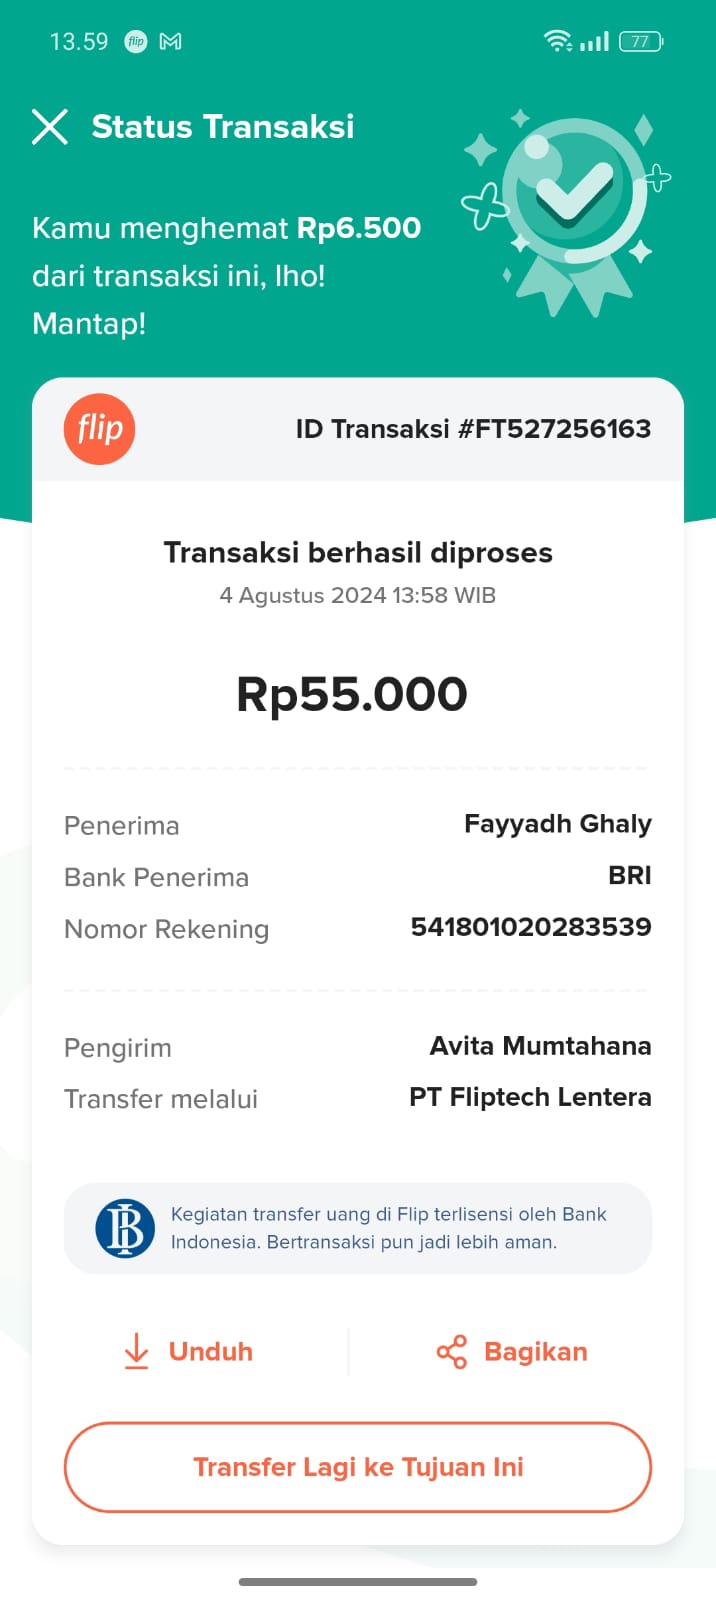 13.59 flip 77
Status Transaksi
Kamu menghemat Rp6.500
dari transaksi ini, lho!
Mantap!
flip ID Transaksi #FT527256163
Transaksi berhasil diproses
4 Agustus 2024 13:58 WIB
Rp55.000
Penerima Fayyadh Ghaly
Bank Penerima BRI
Nomor Rekening 541801020283539
Pengirim Avita Mumtahana
Transfer melalui PT Fliptech Lentera
Kegiatan transfer uang di Flip terlisensi oleh Bank
Indonesia. Bertransaksi pun jadi lebih aman.
Unduh Bagikan
Transfer Lagi ke Tujuan Ini